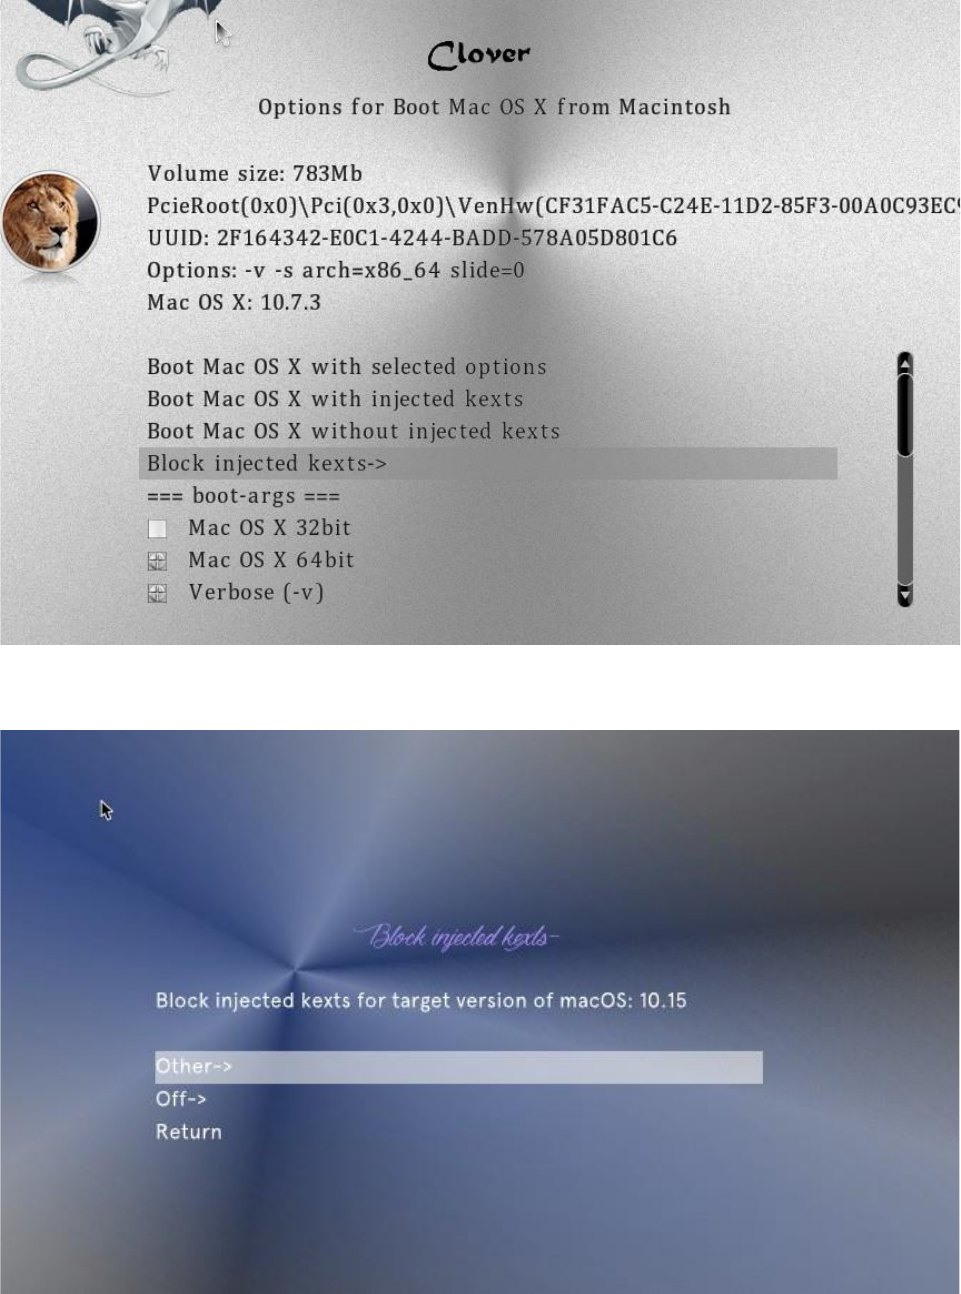 Clover
Options for Boot Mac OS X from Macintosh
Volume size: 783Mb
PcieRoot(0x0)\Pci(0x3,0x0)\VenHw(CF31FAC5-C24E-11D2-85F3-00A0C93EC9
UUID: 2F164342-E0C1-4244-BADD-578A05D801C6
Options: -v -s arch=x86_64 slide=0
Mac OS X: 10.7.3
Boot Mac OS X with selected options
Boot Mac OS X with injected kexts
Boot Mac OS X without injected kexts
Block injected kexts->
=== boot-args ===
Mac OS X 32bit
Mac OS X 64bit
Verbose (-v)
Block injected kexts-
Block injected kexts for target version of macOS: 10.15
Other->
Off->
Return